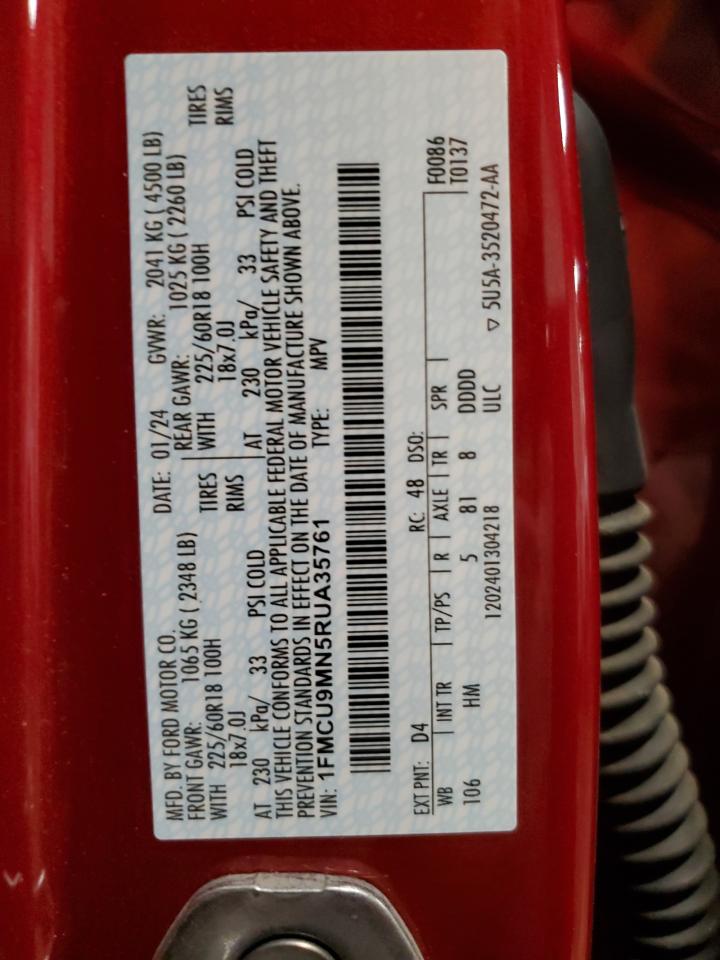 MFD. BY FORD MOTOR CO. DATE: 01/24 GVWR: 2041 KG ( 4500 LB)
FRONT GAWR: 1065 KG ( 2348 LB) REAR GAWR: 1025 KG ( 2260 LB)
WITH 225/60R18 100H TIRES WITH 225/60R18 100H TIRES
18x7.0J RIMS 18x7.0J RIMS
AT 230 kPa/ 33 PSI COLD AT 230 kPa/ 33 PSI COLD
THIS VEHICLE CONFORMS TO ALL APPLICABLE FEDERAL MOTOR VEHICLE SAFETY AND THEFT
PREVENTION STANDARDS IN EFFECT ON THE DATE OF MANUFACTURE SHOWN ABOVE.
VIN: 1FMCU9MN5RUA35761 TYPE: MPV
EXT PNT: D4 RC: 48 DSO: F0086
WB INT TR TP/PS R AXLE TR SPR T0137
106 HM 5 81 8 DDDD
1202401304218 ULC ▽ 5U5A-3520472-AA